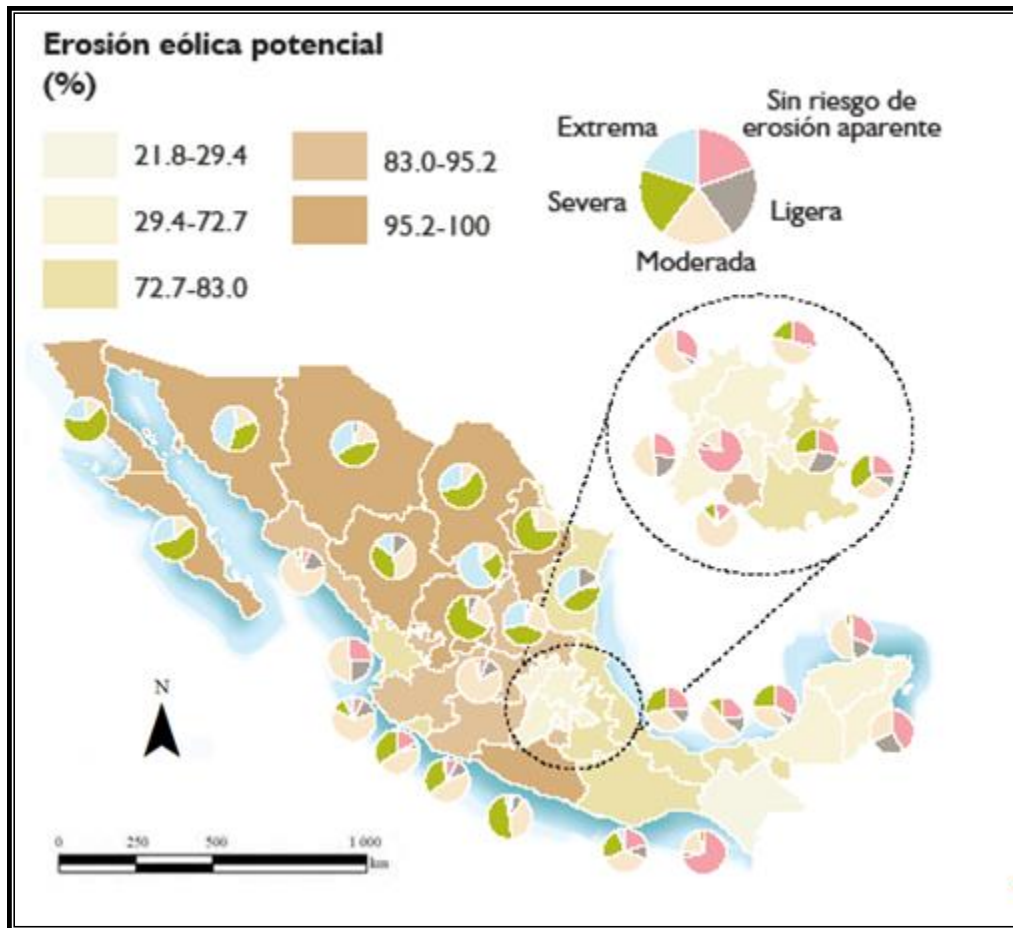 Erosión eólica potencial
(%)
21.8-29.4
29.4-72.7
72.7-83.0
83.0-95.2
95.2-100
Sin riesgo de
erosión aparente
Extrema
Severa
Ligera
Moderada
N
0 250 500 1 000
km